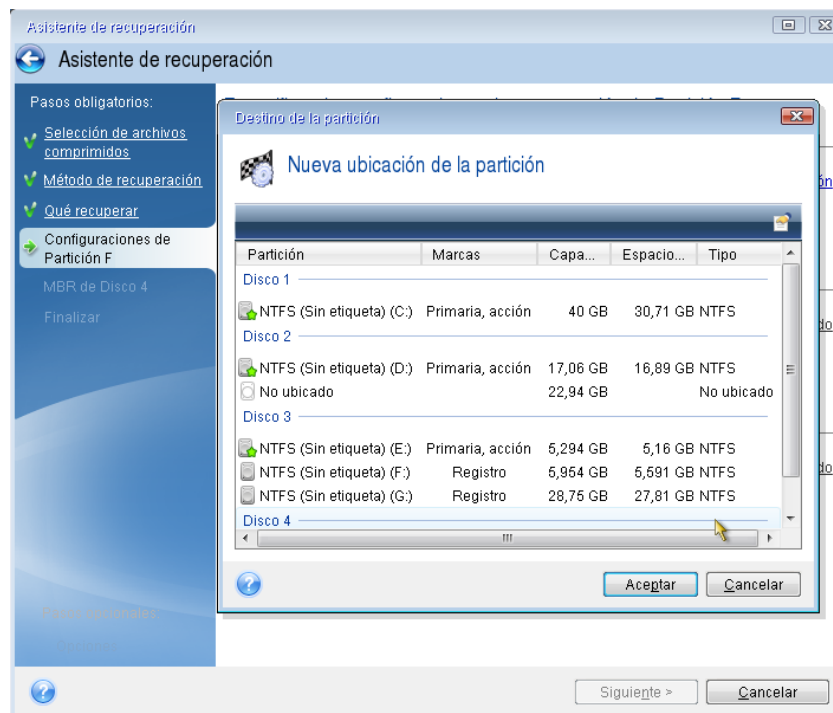 Asistente de recuperación
Asistente de recuperación
Pasos obligatorios:
Selección de archivos
comprimidos
Método de recuperación
Qué recuperar
Configuraciones de
Partición F
MBR de Disco 4
Finalizar
Destino de la partición
Nueva ubicación de la partición
Partición Marcas Capa... Espacio... Tipo
Disco 1
NTFS (Sin etiqueta) (C:) Primaria, acción 40 GB 30,71 GB NTFS
Disco 2
NTFS (Sin etiqueta) (D:) Primaria, acción 17,06 GB 16,89 GB NTFS
No ubicado 22,94 GB No ubicado
Disco 3
NTFS (Sin etiqueta) (E:) Primaria, acción 5,294 GB 5,16 GB NTFS
NTFS (Sin etiqueta) (F:) Registro 5,954 GB 5,591 GB NTFS
NTFS (Sin etiqueta) (G:) Registro 28,75 GB 27,81 GB NTFS
Disco 4
Aceptar Cancelar
Siguiente > Cancelar